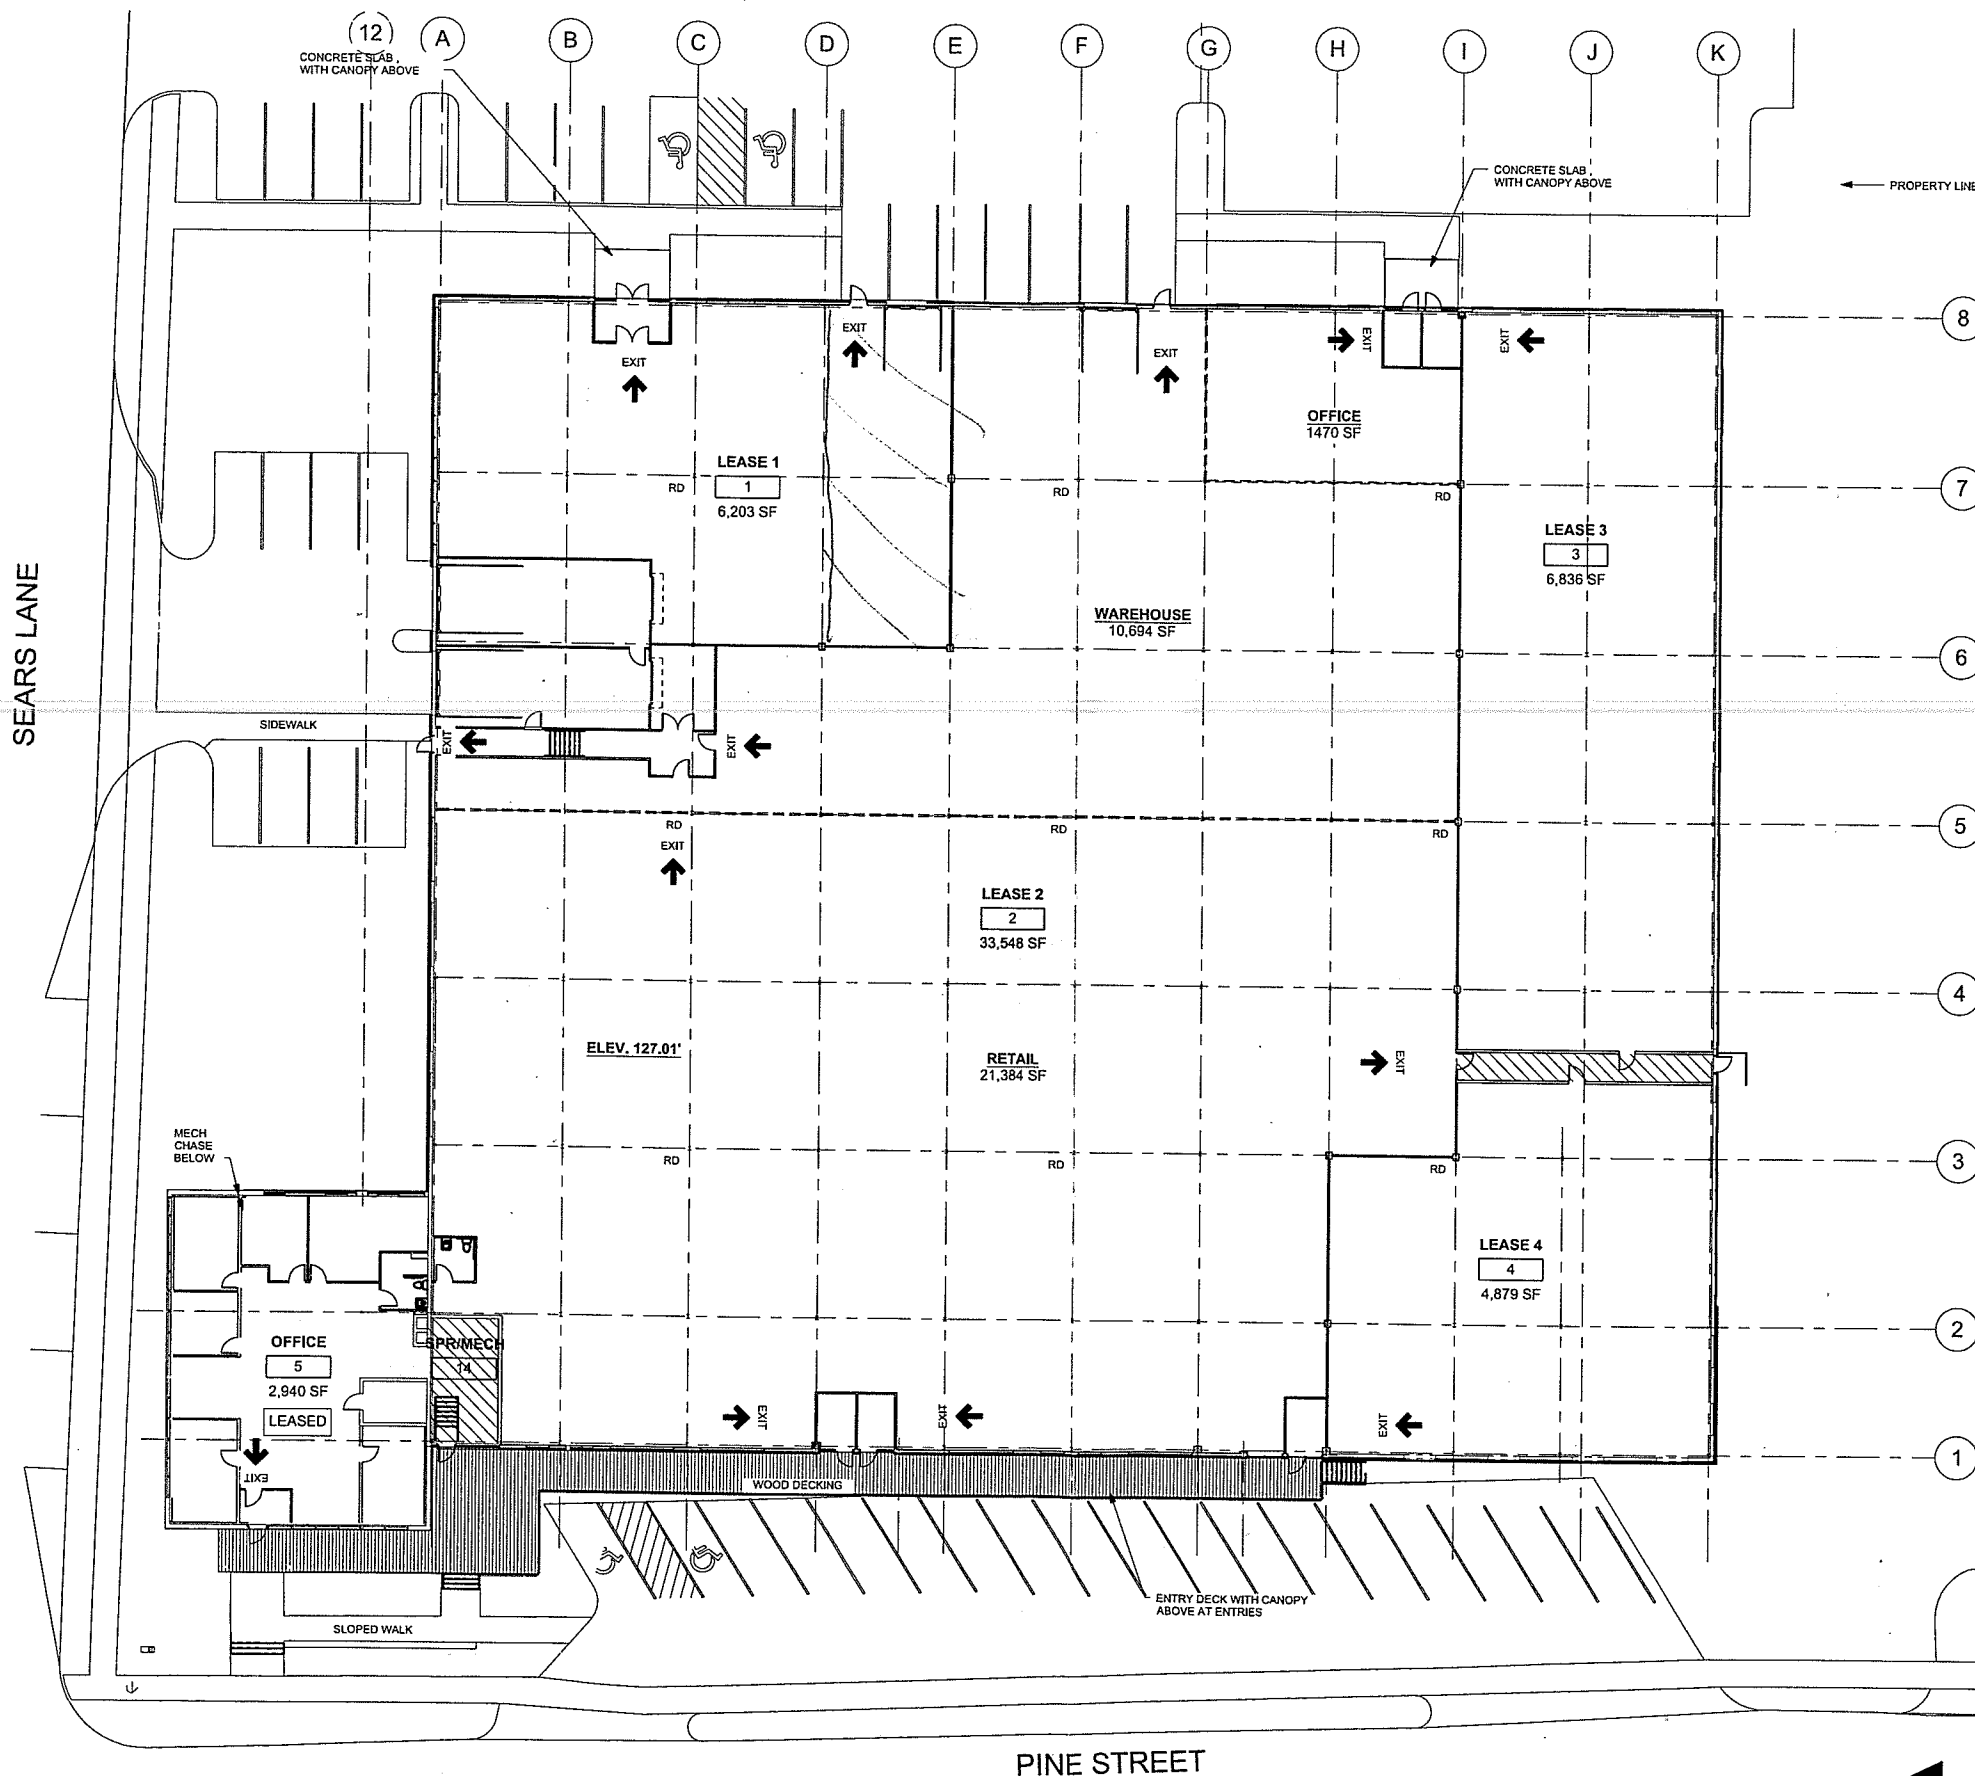 12
A
B
C
D
E
F
G
H
I
J
K
CONCRETE SLAB
WITH CANOPY ABOVE
CONCRETE SLAB
WITH CANOPY ABOVE
PROPERTY LINE
8
EXIT
EXIT
EXIT
EXIT
EXIT
OFFICE
1470 SF
LEASE 1
1
6,203 SF
RD
RD
RD
7
LEASE 3
3
6,836 SF
WAREHOUSE
10,694 SF
6
SEARS LANE
SIDEWALK
EXIT
EXIT
RD
RD
RD
5
EXIT
LEASE 2
2
33,548 SF
4
ELEV. 127.01'
RETAIL
21,384 SF
EXIT
MECH
CHASE
BELOW
RD
RD
RD
3
LEASE 4
4
4,879 SF
2
OFFICE
5
2,940 SF
LEASED
SPR/MECH
14
EXIT
EXIT
EXIT
EXIT
1
WOOD DECKING
ENTRY DECK WITH CANOPY
ABOVE AT ENTRIES
SLOPED WALK
PINE STREET